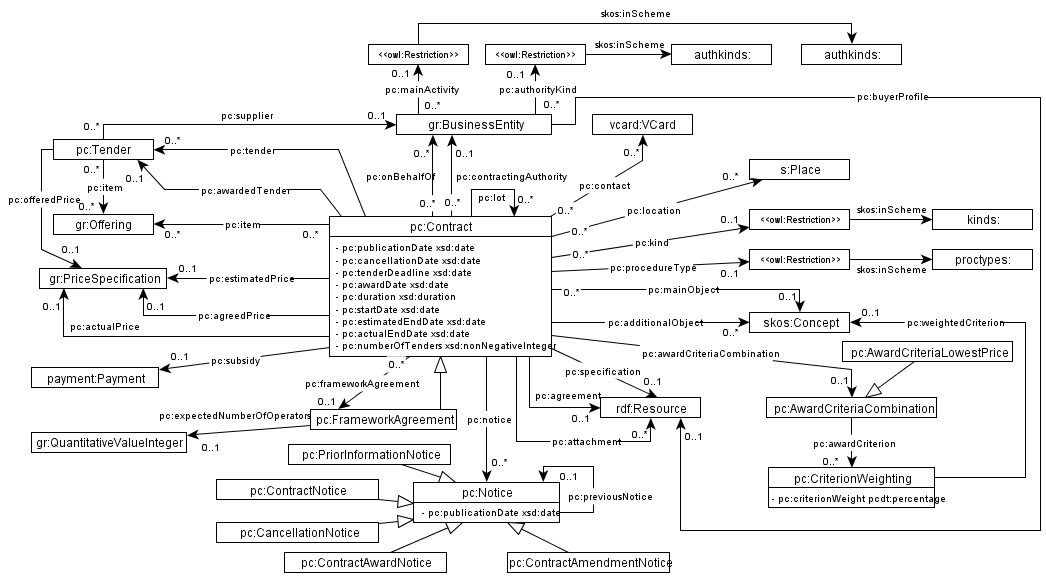 skos:inScheme
<<owl:Restriction>>
<<owl:Restriction>>
skos:inScheme
authkinds:
authkinds:
0..1
0..1
pc:mainActivity
pc:authorityKind
pc:buyerProfile
0..*
0..*
pc:supplier
0..1
0..*
gr:BusinessEntity
vcard:VCard
pc:Tender
0..*
pc:tender
0..*
0..1
0..*
0..*
s:Place
pc:item
0..1
pc:awardedTender
pc:onBehalfOf
pc:contractingAuthority
pc:contact
0..*
pc:offeredPrice
0..*
pc:lot
0..*
0..*
0..*
0..*
pc:location
gr:Offering
pc:item
0..*
0..*
pc:Contract
0..*
0..1
<<owl:Restriction>>
skos:inScheme
kinds:
pc:kind
0..*
0..1
- pc:publicationDate xsd:date
- pc:cancellationDate xsd:date
- pc:tenderDeadline xsd:date
- pc:awardDate xsd:date
- pc:duration xsd:duration
- pc:startDate xsd:date
- pc:estimatedEndDate xsd:date
- pc:actualEndDate xsd:date
- pc:numberOfTenders xsd:nonNegativeInteger
pc:procedureType
<<owl:Restriction>>
0..1
skos:inScheme
proctypes:
gr:PriceSpecification
0..1
pc:estimatedPrice
0..*
pc:mainObject
0..1
0..1
0..1
pc:agreedPrice
pc:actualPrice
pc:additionalObject
0..*
skos:Concept
0..1
pc:weightedCriterion
0..1
pc:subsidy
payment:Payment
pc:awardCriteriaCombination
pc:AwardCriteriaLowestPrice
pc:frameworkAgreement
0..*
0..1
pc:specification
0..1
0..1
pc:agreement
0..1
rdf:Resource
pc:AwardCriteriaCombination
pc:expectedNumberOfOperators
pc:FrameworkAgreement
pc:notice
gr:QuantitativeValueInteger
0..1
pc:attachment
0..*
0..1
pc:awardCriterion
0..*
pc:PriorInformationNotice
0..*
0..1
pc:CriterionWeighting
- pc:criterionWeight pcdt:percentage
pc:ContractNotice
pc:Notice
pc:previousNotice
- pc:publicationDate xsd:date
pc:CancellationNotice
pc:ContractAwardNotice
pc:ContractAmendmentNotice